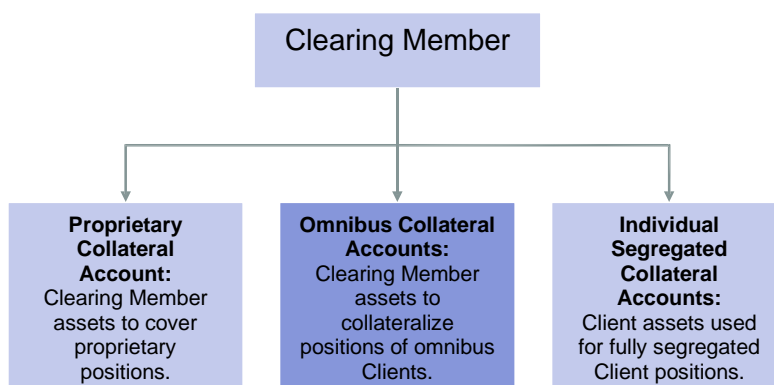 Clearing Member
Proprietary
Collateral
Account:
Clearing Member
assets to cover
proprietary
positions.
Omnibus Collateral
Accounts:
Clearing Member
assets to
collateralize
positions of omnibus
Clients.
Individual
Segregated
Collateral
Accounts:
Client assets used
for fully segregated
Client positions.